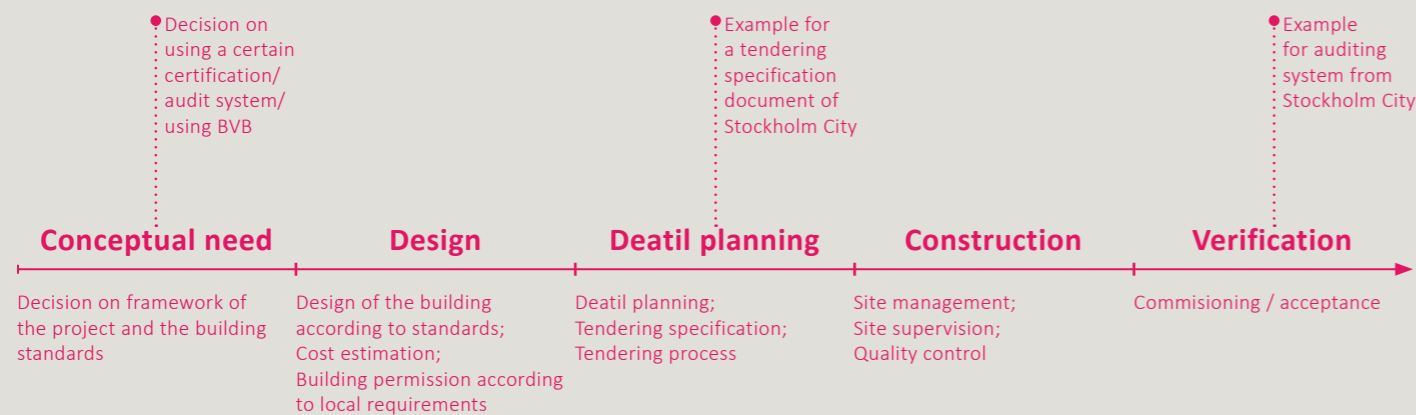 Decision on
using a certain
certification/
audit system/
using BVB
Example for
a tendering
specification
document of
Stockholm City
Example
for auditing
system from
Stockholm City
Conceptual need
Design
Deatil planning
Construction
Verification
Decision on framework of
the project and the building
standards
Design of the building
according to standards;
Cost estimation;
Building permission according
to local requirements
Deatil planning;
Tendering specification;
Tendering process
Site management;
Site supervision;
Quality control
Commisioning / acceptance